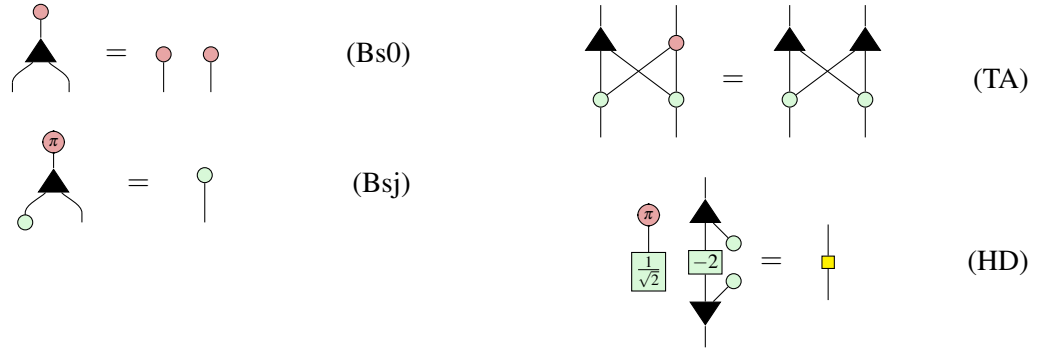 = (Bs0)
= (TA)
π = (Bsj)
π 1/√2 −2 = (HD)